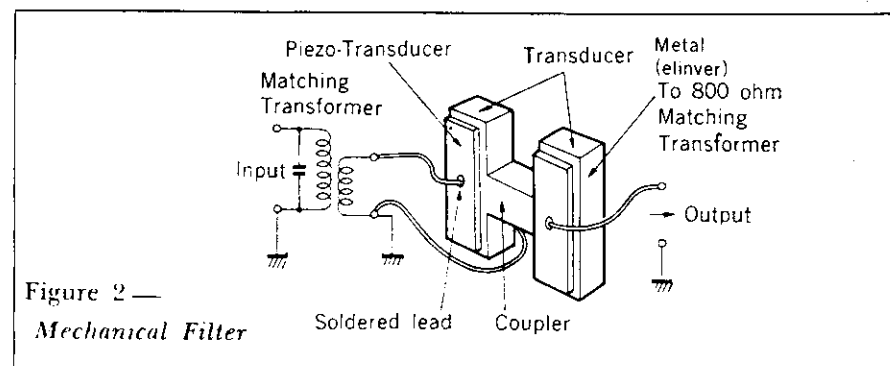 Piezo-Transducer
Transducer
Metal
(elinver)
To 800 ohm
Matching
Transformer
Matching
Transformer
Input
Output
Soldered lead
Coupler
Figure 2—
Mechanical Filter